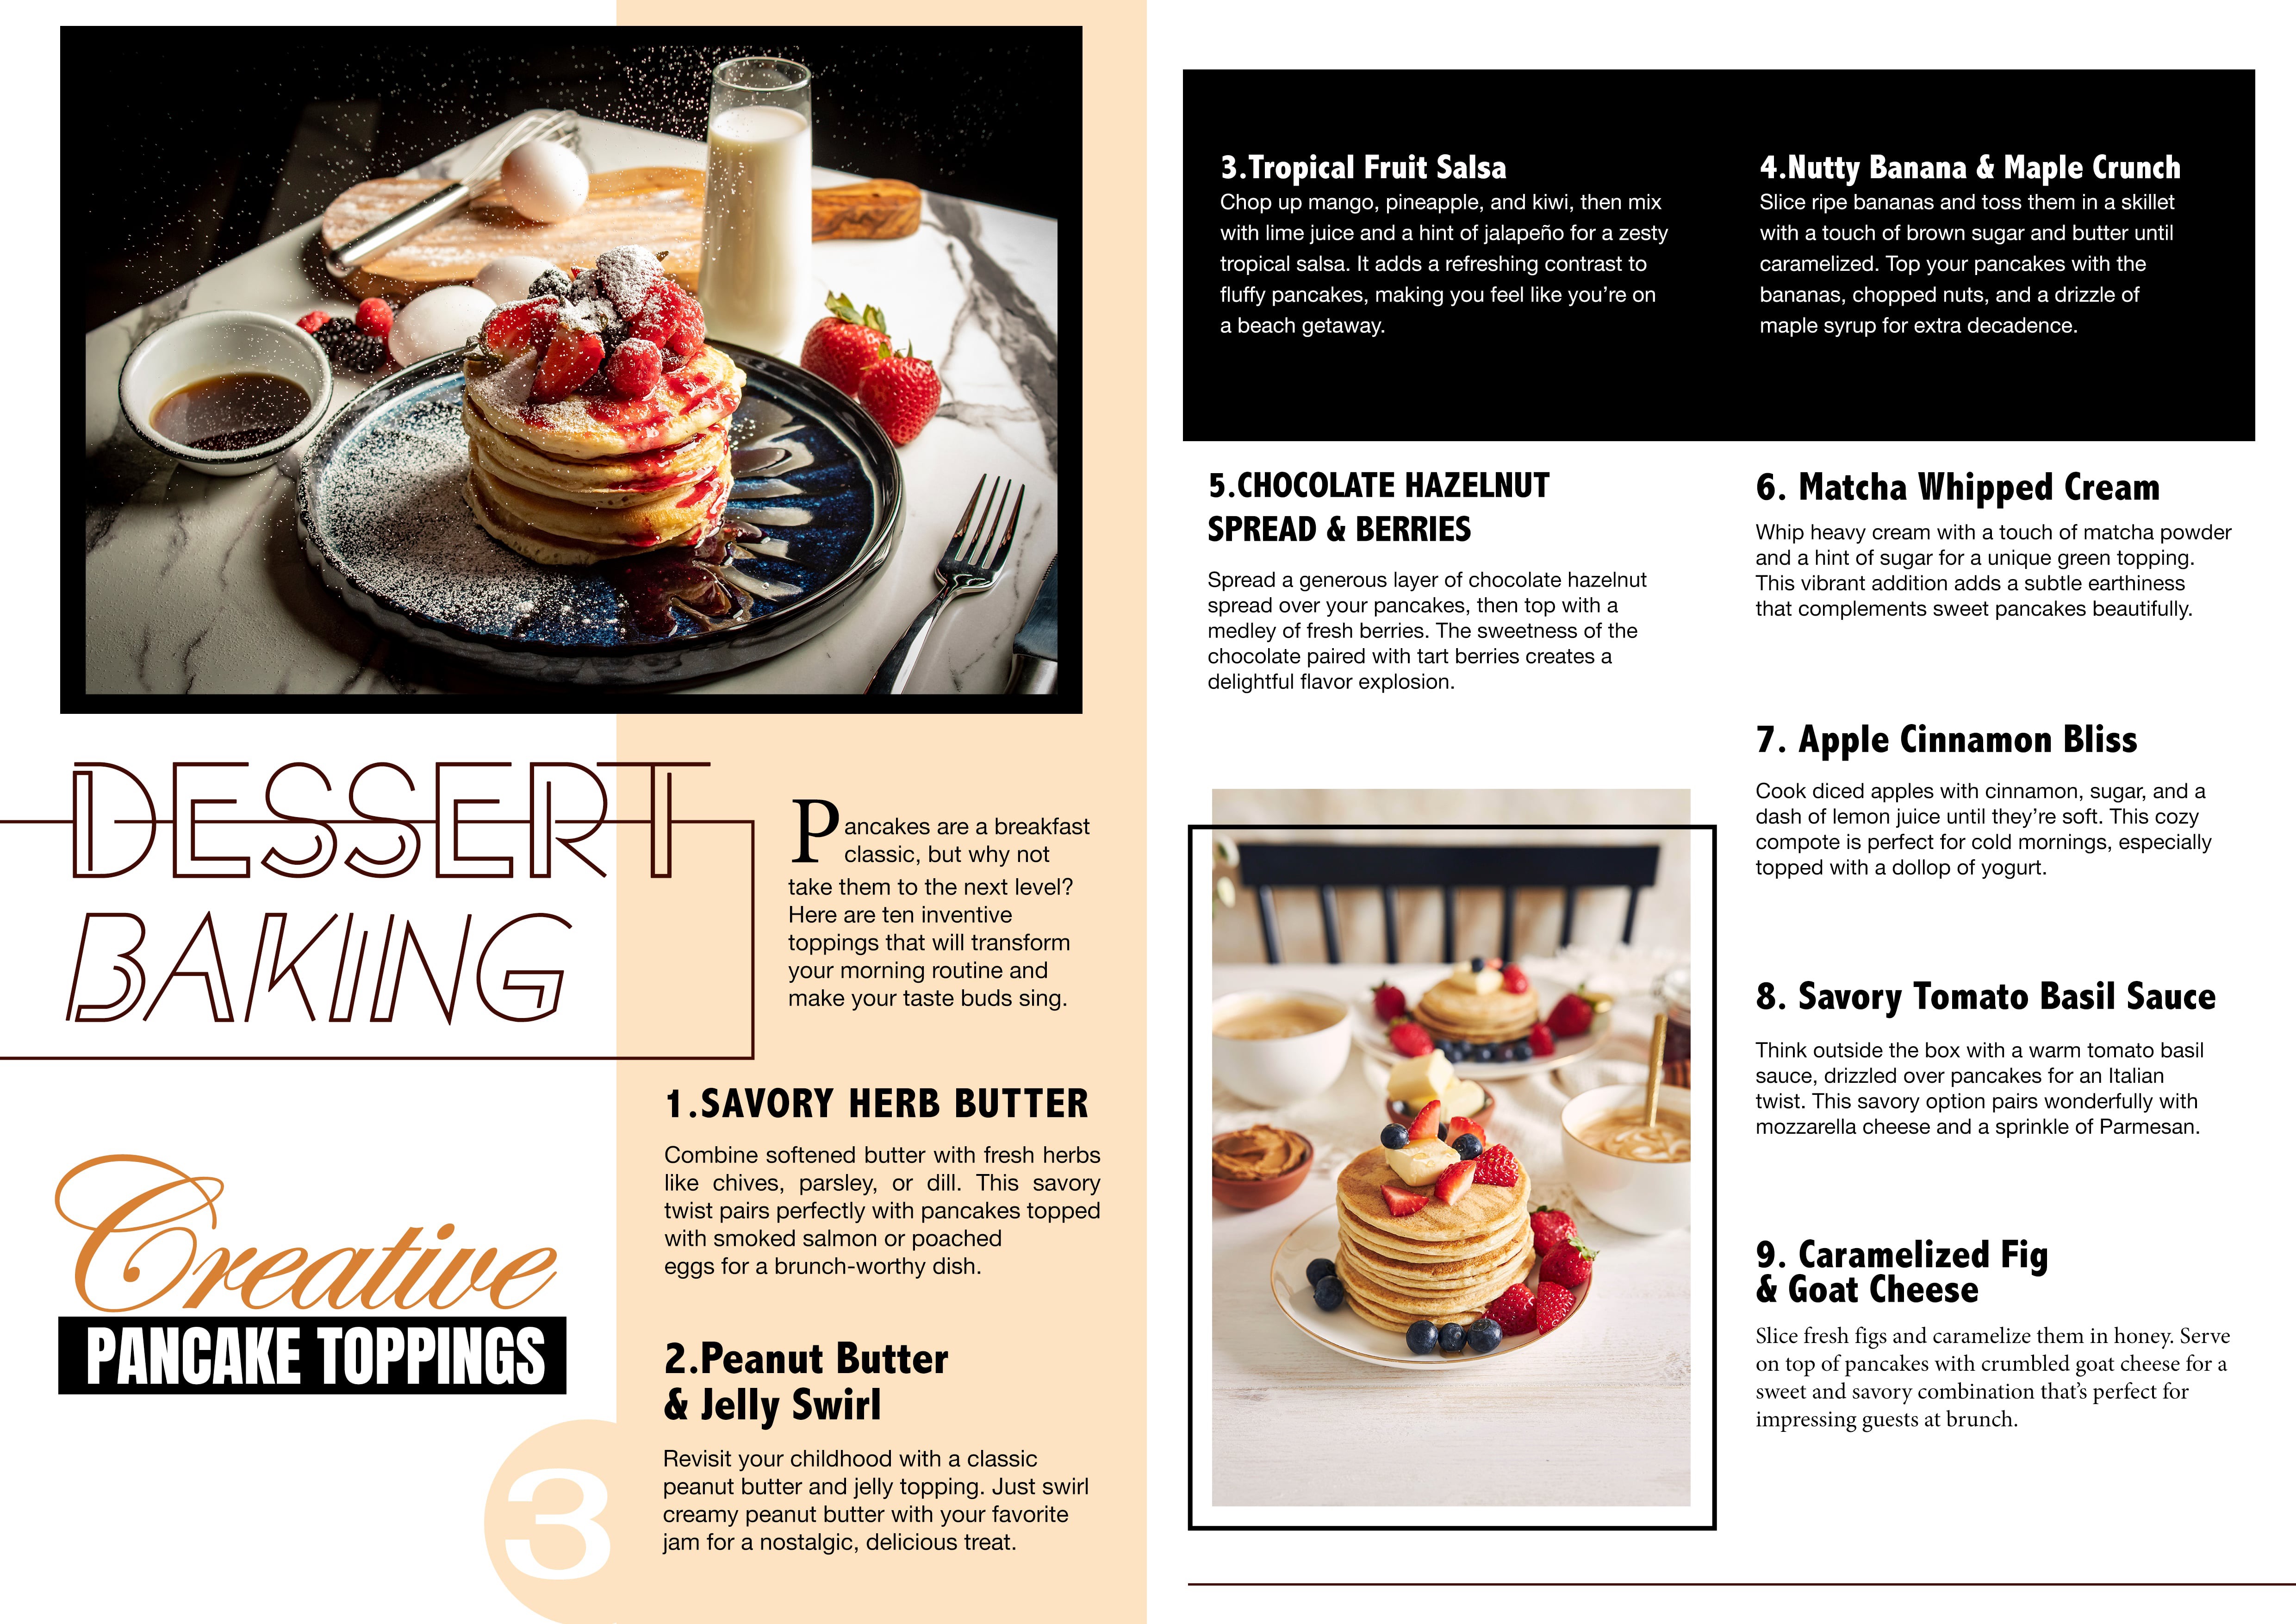 DESSERT
BAKING
Creative
PANCAKE TOPPINGS
3
Pancakes are a breakfast
classic, but why not
take them to the next level?
Here are ten inventive
toppings that will transform
your morning routine and
make your taste buds sing.
1.SAVORY HERB BUTTER
Combine softened butter with fresh herbs
like chives, parsley, or dill. This savory
twist pairs perfectly with pancakes topped
with smoked salmon or poached
eggs for a brunch-worthy dish.
2.Peanut Butter
& Jelly Swirl
Revisit your childhood with a classic
peanut butter and jelly topping. Just swirl
creamy peanut butter with your favorite
jam for a nostalgic, delicious treat.
3.Tropical Fruit Salsa
Chop up mango, pineapple, and kiwi, then mix
with lime juice and a hint of jalapeño for a zesty
tropical salsa. It adds a refreshing contrast to
fluffy pancakes, making you feel like you’re on
a beach getaway.
4.Nutty Banana & Maple Crunch
Slice ripe bananas and toss them in a skillet
with a touch of brown sugar and butter until
caramelized. Top your pancakes with the
bananas, chopped nuts, and a drizzle of
maple syrup for extra decadence.
5.CHOCOLATE HAZELNUT
SPREAD & BERRIES
Spread a generous layer of chocolate hazelnut
spread over your pancakes, then top with a
medley of fresh berries. The sweetness of the
chocolate paired with tart berries creates a
delightful flavor explosion.
6. Matcha Whipped Cream
Whip heavy cream with a touch of matcha powder
and a hint of sugar for a unique green topping.
This vibrant addition adds a subtle earthiness
that complements sweet pancakes beautifully.
7. Apple Cinnamon Bliss
Cook diced apples with cinnamon, sugar, and a
dash of lemon juice until they’re soft. This cozy
compote is perfect for cold mornings, especially
topped with a dollop of yogurt.
8. Savory Tomato Basil Sauce
Think outside the box with a warm tomato basil
sauce, drizzled over pancakes for an Italian
twist. This savory option pairs wonderfully with
mozzarella cheese and a sprinkle of Parmesan.
9. Caramelized Fig
& Goat Cheese
Slice fresh figs and caramelize them in honey. Serve
on top of pancakes with crumbled goat cheese for a
sweet and savory combination that’s perfect for
impressing guests at brunch.